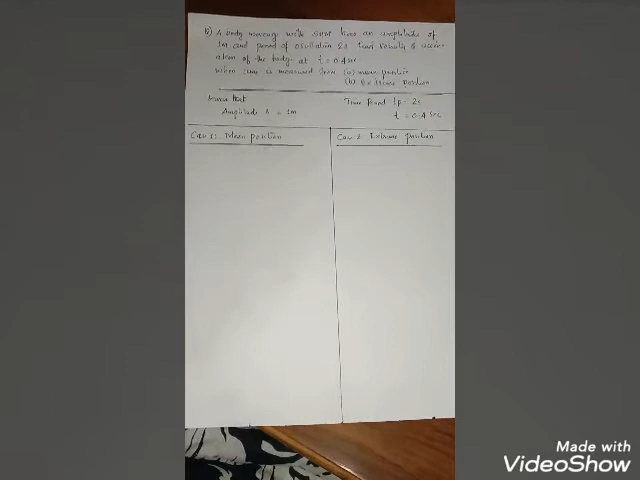 Q) A body moving with SHM has an amplitude of
1m and period of oscillation 2s. Find velocity & acceler-
ation of the body at t = 0.4 sec
when time is measured from (a) mean position
(b) Extreme position
Given that
Time Period tp = 2s
Amplitude A = 1m
t = 0.4 sec
Case 1: Mean position
Case 2 Extreme position
Made with
VideoShow